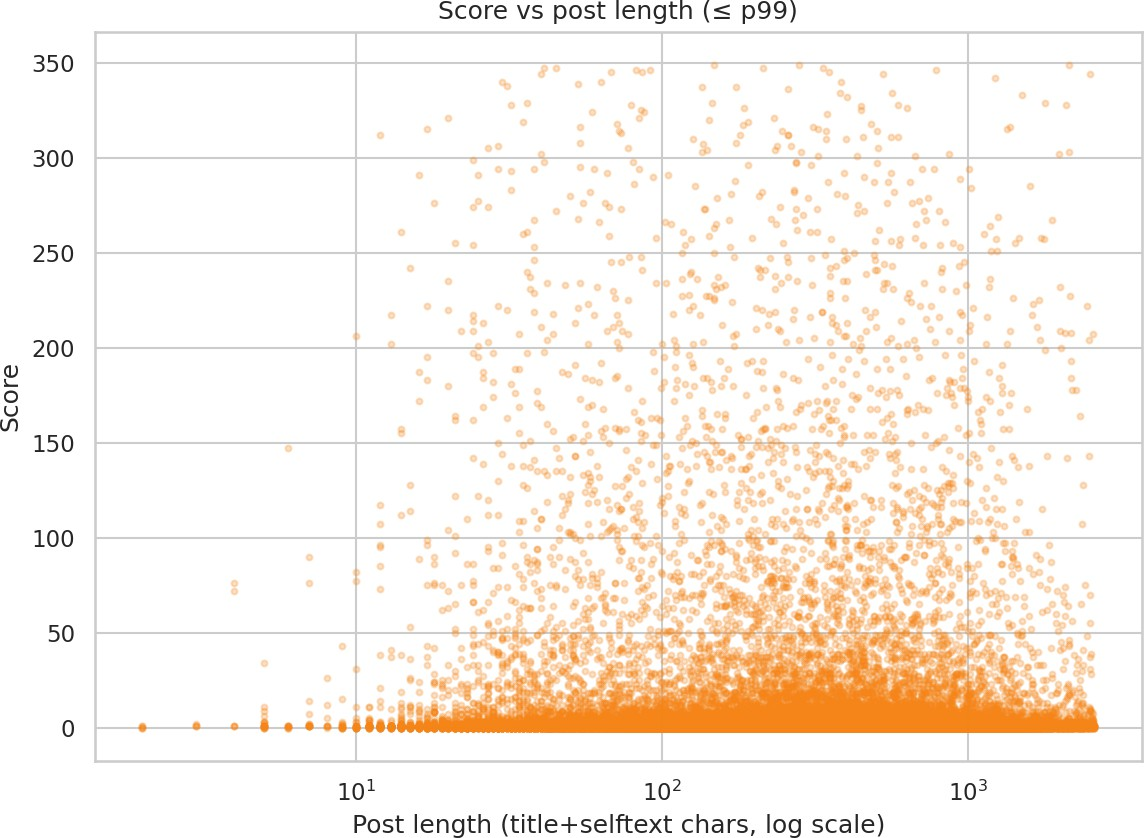 Score vs post length (≤ p99)
Score
350
300
250
200
150
100
50
0
10¹ 10² 10³
Post length (title+selftext chars, log scale)